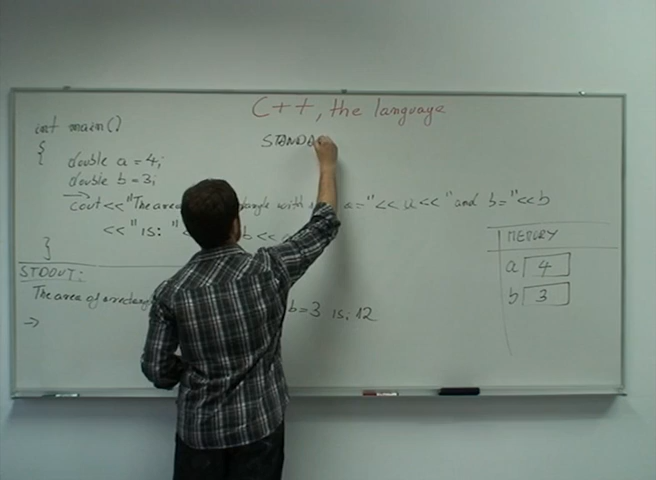 C++, the language
STANDA
int main()
{
double a = 4;
double b = 3;
cout << "The area ... a=" << a << " and b=" << b
<< " is: " << ... b << a
}
STDOUT:
The area of a rectangle b = 3 is: 12
=>
MEMORY
a 4
b 3